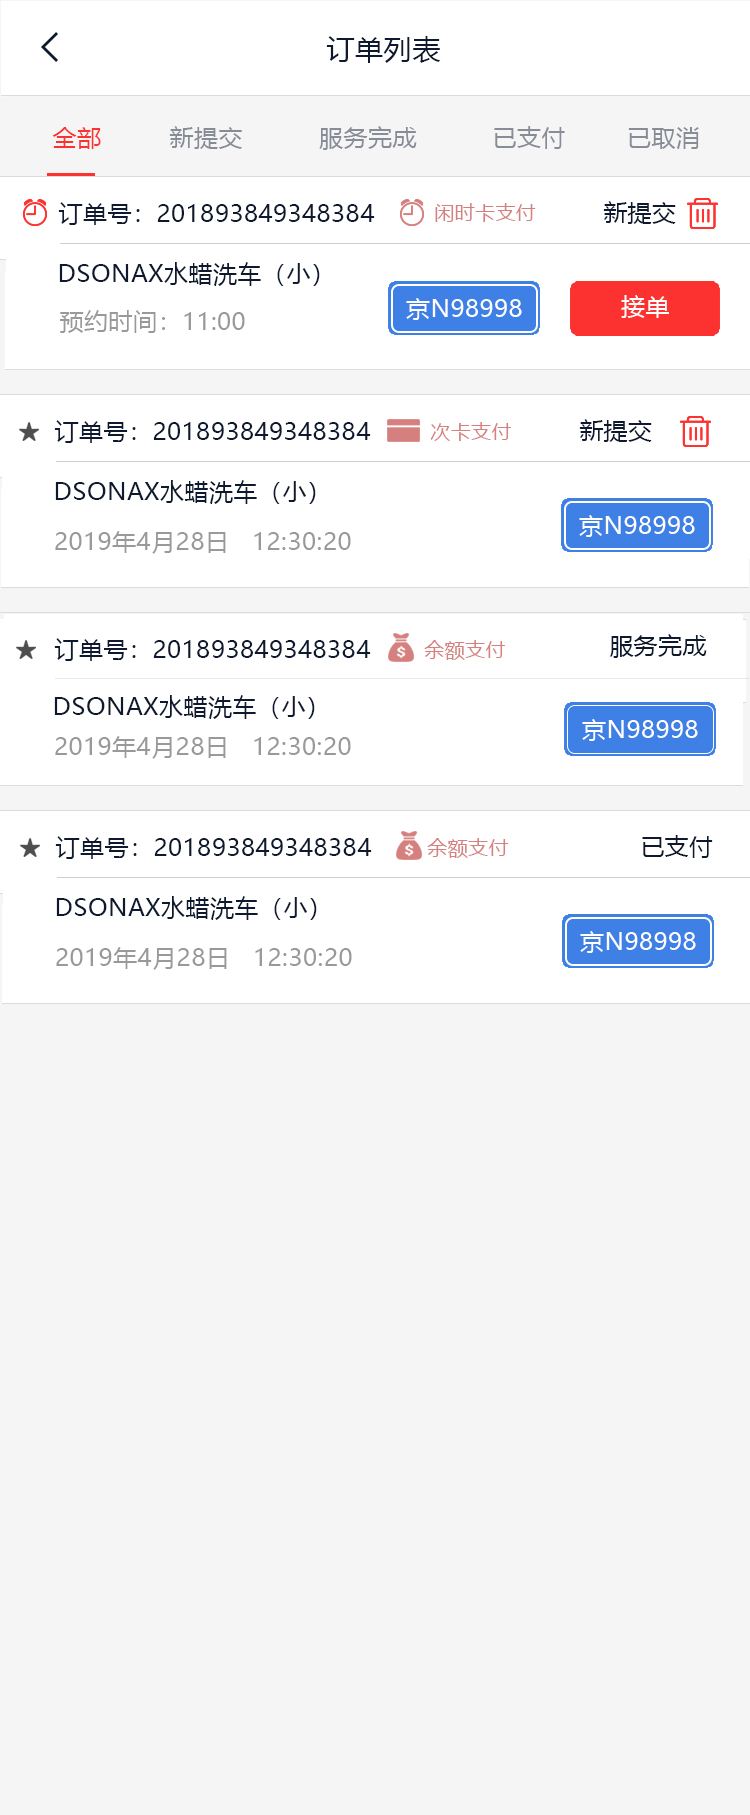 订单列表
全部 新提交 服务完成 已支付 已取消
订单号：201893849348384 闲时卡支付 新提交
DSONAX水蜡洗车（小）
预约时间：11:00 京N98998 接单
订单号：201893849348384 次卡支付 新提交
DSONAX水蜡洗车（小）
2019年4月28日 12:30:20 京N98998
订单号：201893849348384 余额支付 服务完成
DSONAX水蜡洗车（小）
2019年4月28日 12:30:20 京N98998
订单号：201893849348384 余额支付 已支付
DSONAX水蜡洗车（小）
2019年4月28日 12:30:20 京N98998